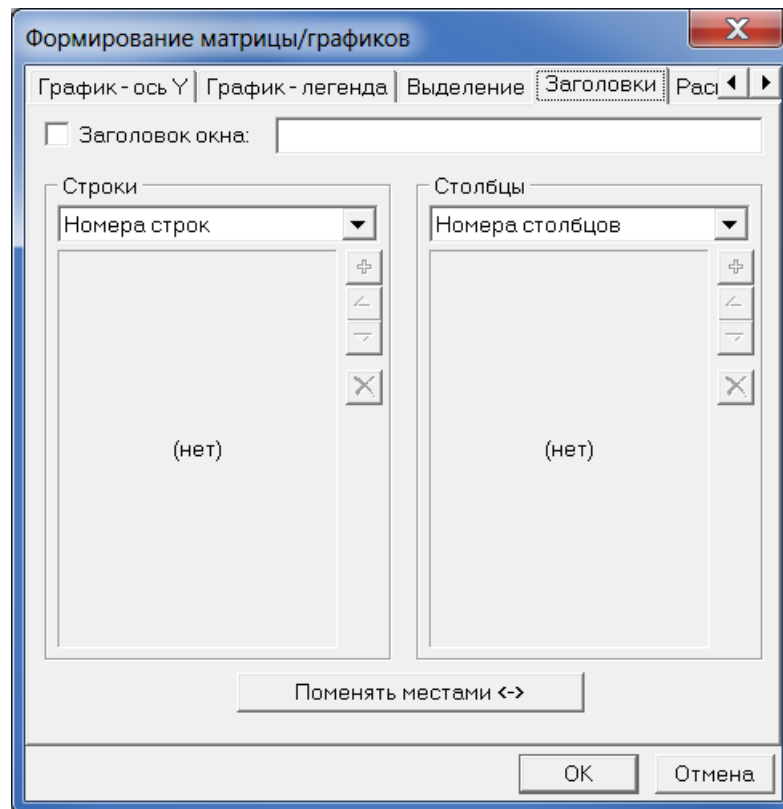 Формирование матрицы/графиков
График - ось Y График - легенда Выделение Заголовки
Заголовок окна:
Строки Столбцы
Номера строк Номера столбцов
(нет) (нет)
Поменять местами <->
OK Отмена